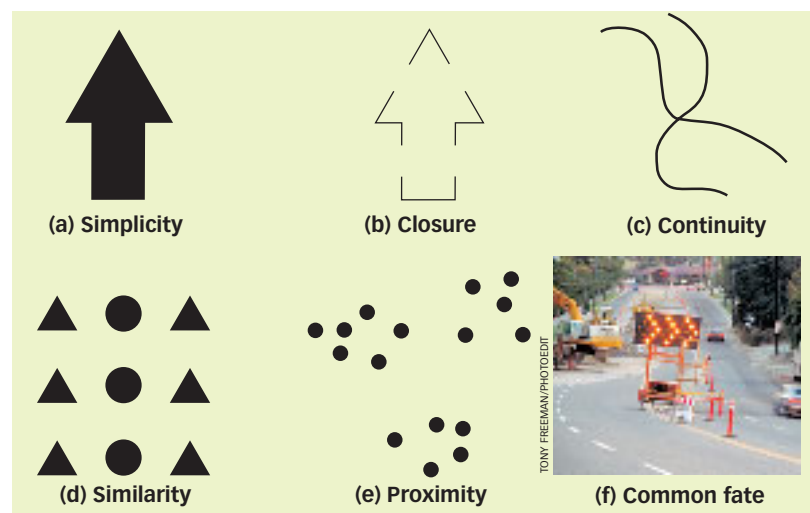 (a) Simplicity
(b) Closure
(c) Continuity
(d) Similarity
(e) Proximity
TONY FREEMAN/PHOTOEDIT
(f) Common fate